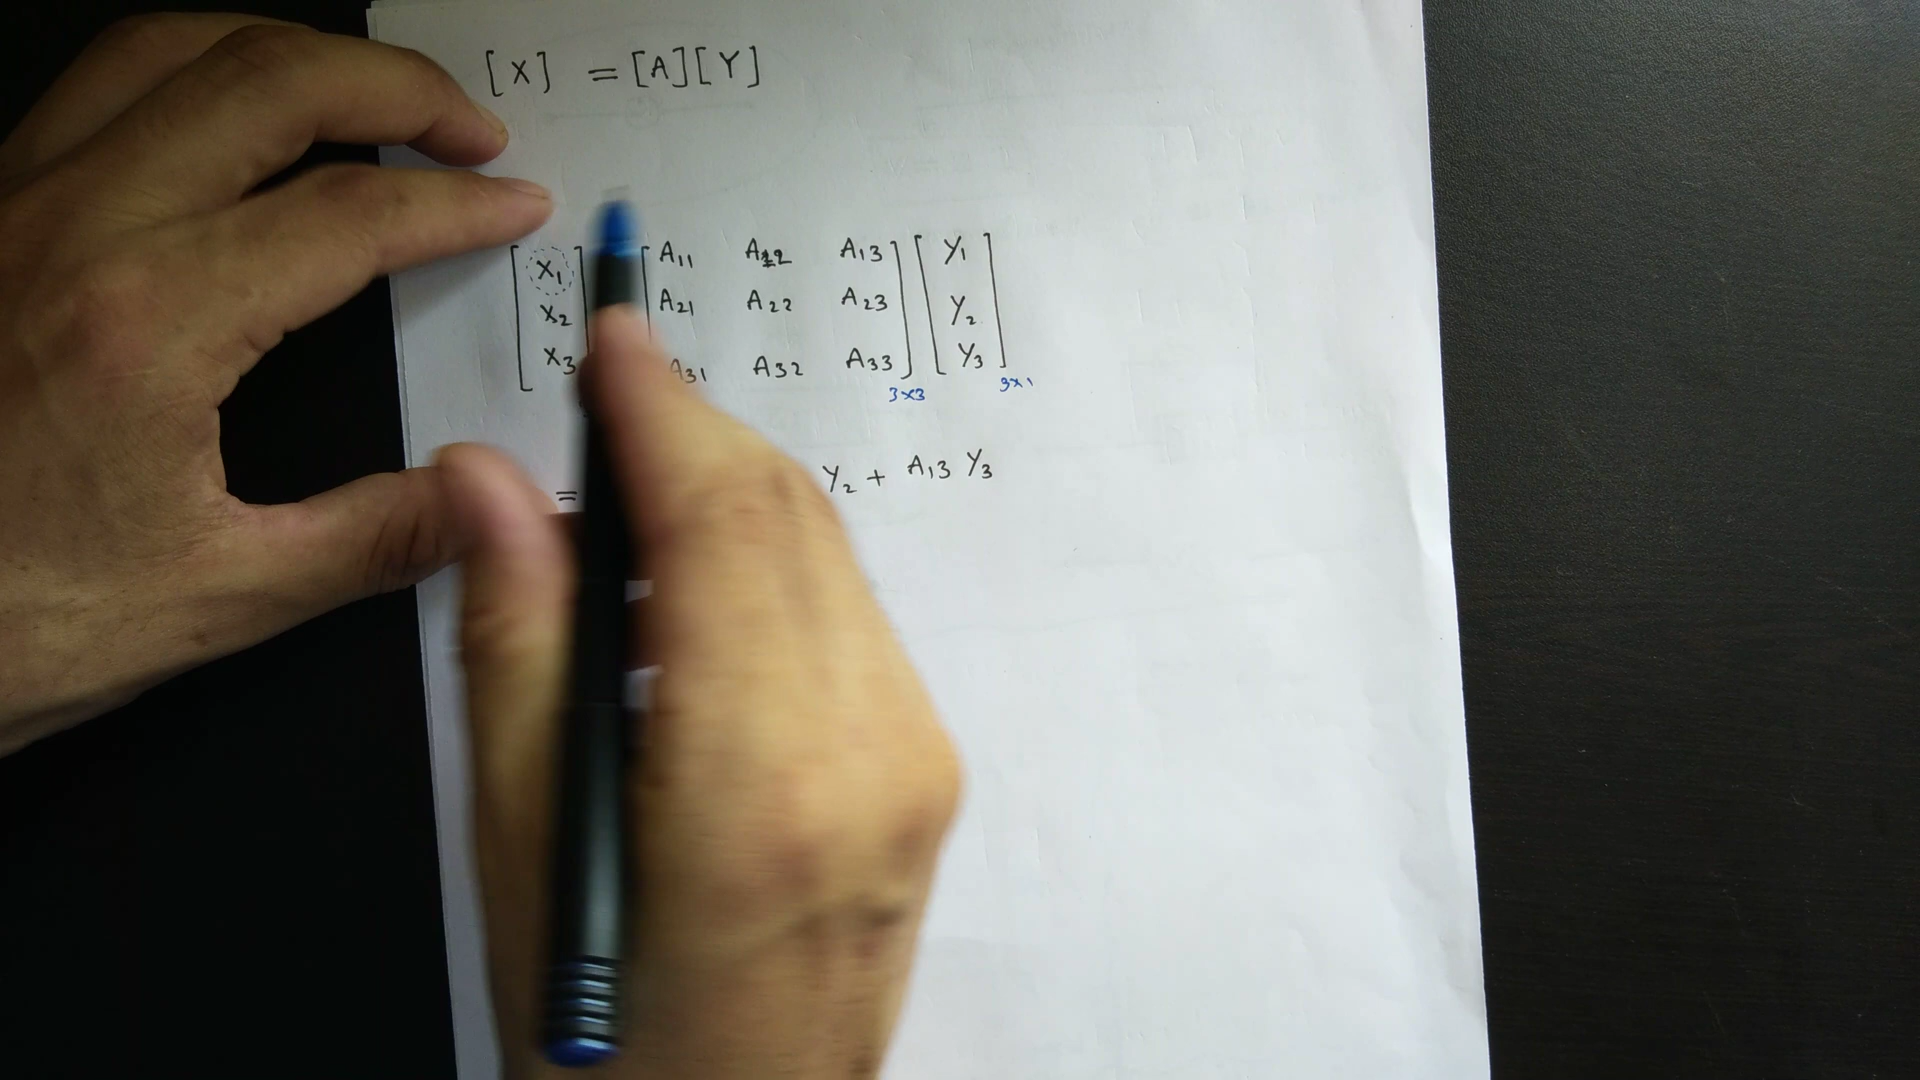 [X] = [A][Y]
[X1 [A11 A12 A13] [Y1]
X2 A21 A22 A23 Y2
X3] A31 A32 A33] 3x3 Y3] 3x1
= Y2 + A13 Y3